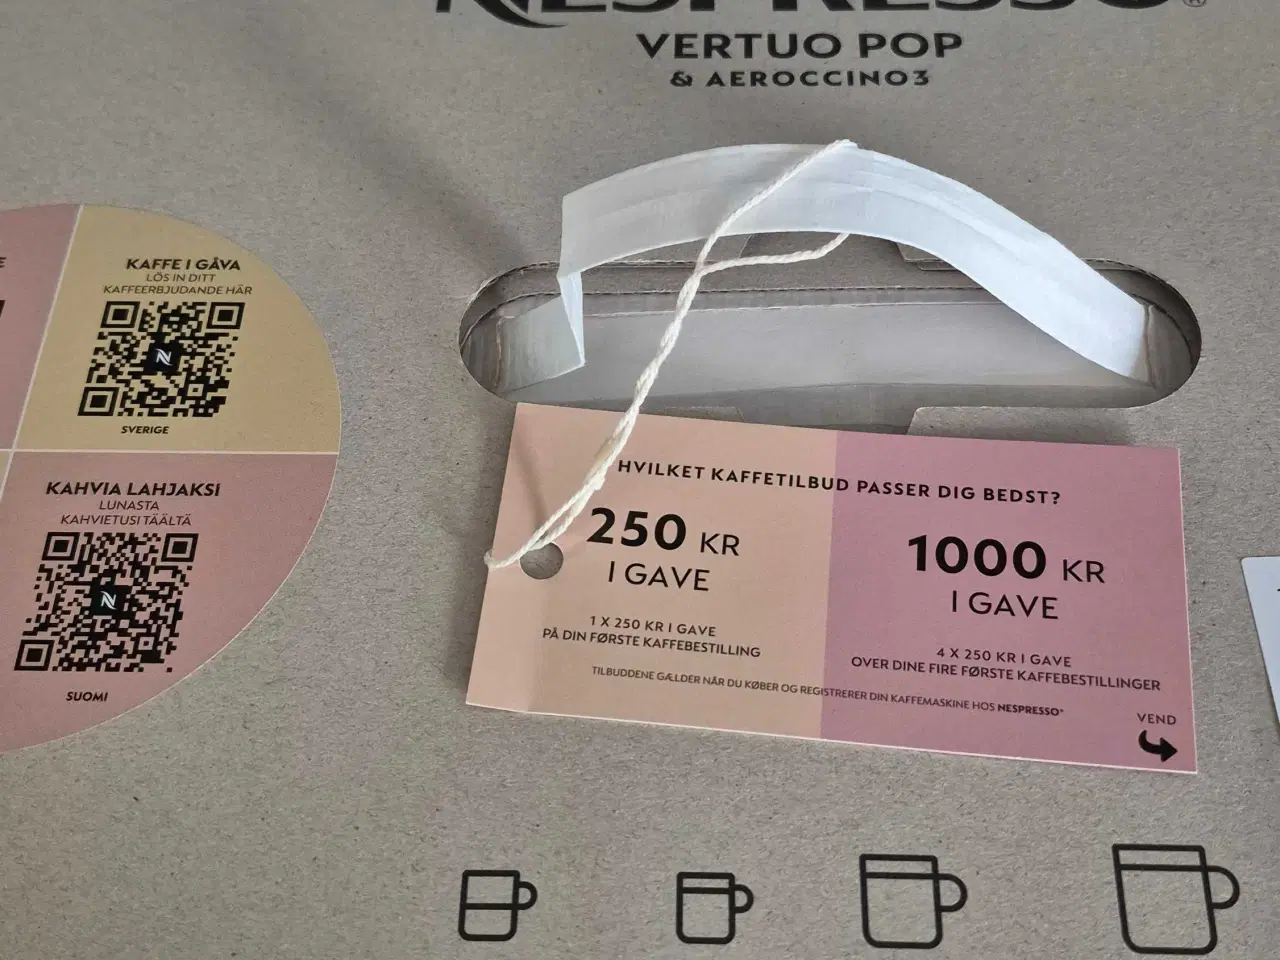 NESPRESSO®
VERTUO POP
& AEROCCINO3
KAFFE I GÅVA
LÖS IN DITT
KAFFEERBJUDANDE HÄR
N
SVERIGE
KAHVIA LAHJAKSI
LUNASTA
KAHVIETUSI TÄÄLTÄ
N
SUOMI
HVILKET KAFFETILBUD PASSER DIG BEDST?
250 KR
I GAVE
1 X 250 KR I GAVE
PÅ DIN FØRSTE KAFFEBESTILLING
1000 KR
I GAVE
4 X 250 KR I GAVE
OVER DINE FIRE FØRSTE KAFFEBESTILLINGER
TILBUDDENE GÆLDER NÅR DU KØBER OG REGISTRERER DIN KAFFEMASKINE HOS NESPRESSO*
VEND